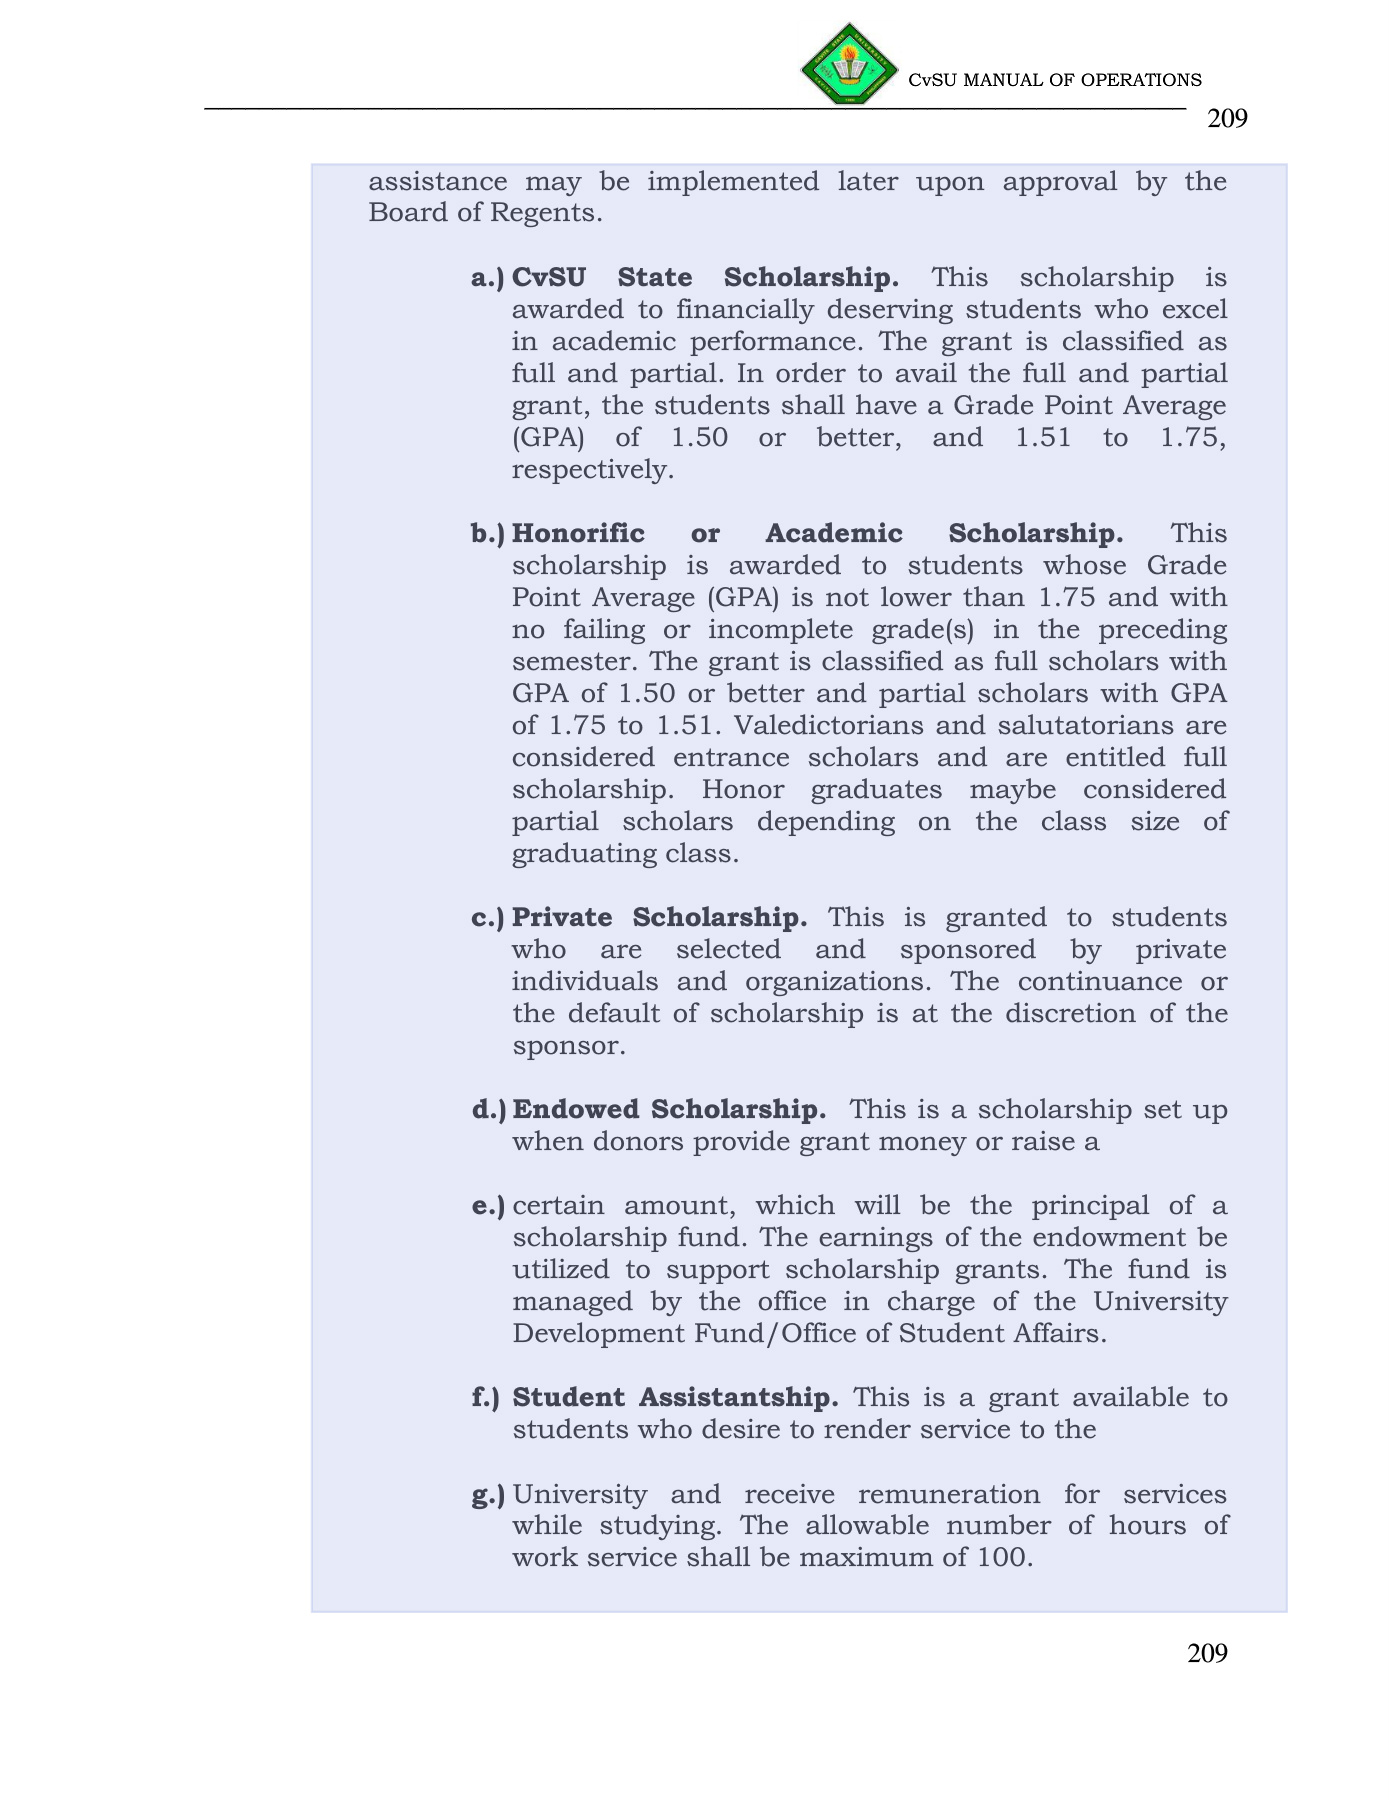 CvSU MANUAL OF OPERATIONS
209
assistance may be implemented later upon approval by the
Board of Regents.
a.) CvSU State Scholarship. This scholarship is
awarded to financially deserving students who excel
in academic performance. The grant is classified as
full and partial. In order to avail the full and partial
grant, the students shall have a Grade Point Average
(GPA) of 1.50 or better, and 1.51 to 1.75,
respectively.
b.) Honorific or Academic Scholarship. This
scholarship is awarded to students whose Grade
Point Average (GPA) is not lower than 1.75 and with
no failing or incomplete grade(s) in the preceding
semester. The grant is classified as full scholars with
GPA of 1.50 or better and partial scholars with GPA
of 1.75 to 1.51. Valedictorians and salutatorians are
considered entrance scholars and are entitled full
scholarship. Honor graduates maybe considered
partial scholars depending on the class size of
graduating class.
c.) Private Scholarship. This is granted to students
who are selected and sponsored by private
individuals and organizations. The continuance or
the default of scholarship is at the discretion of the
sponsor.
d.) Endowed Scholarship. This is a scholarship set up
when donors provide grant money or raise a
e.) certain amount, which will be the principal of a
scholarship fund. The earnings of the endowment be
utilized to support scholarship grants. The fund is
managed by the office in charge of the University
Development Fund/Office of Student Affairs.
f.) Student Assistantship. This is a grant available to
students who desire to render service to the
g.) University and receive remuneration for services
while studying. The allowable number of hours of
work service shall be maximum of 100.
209